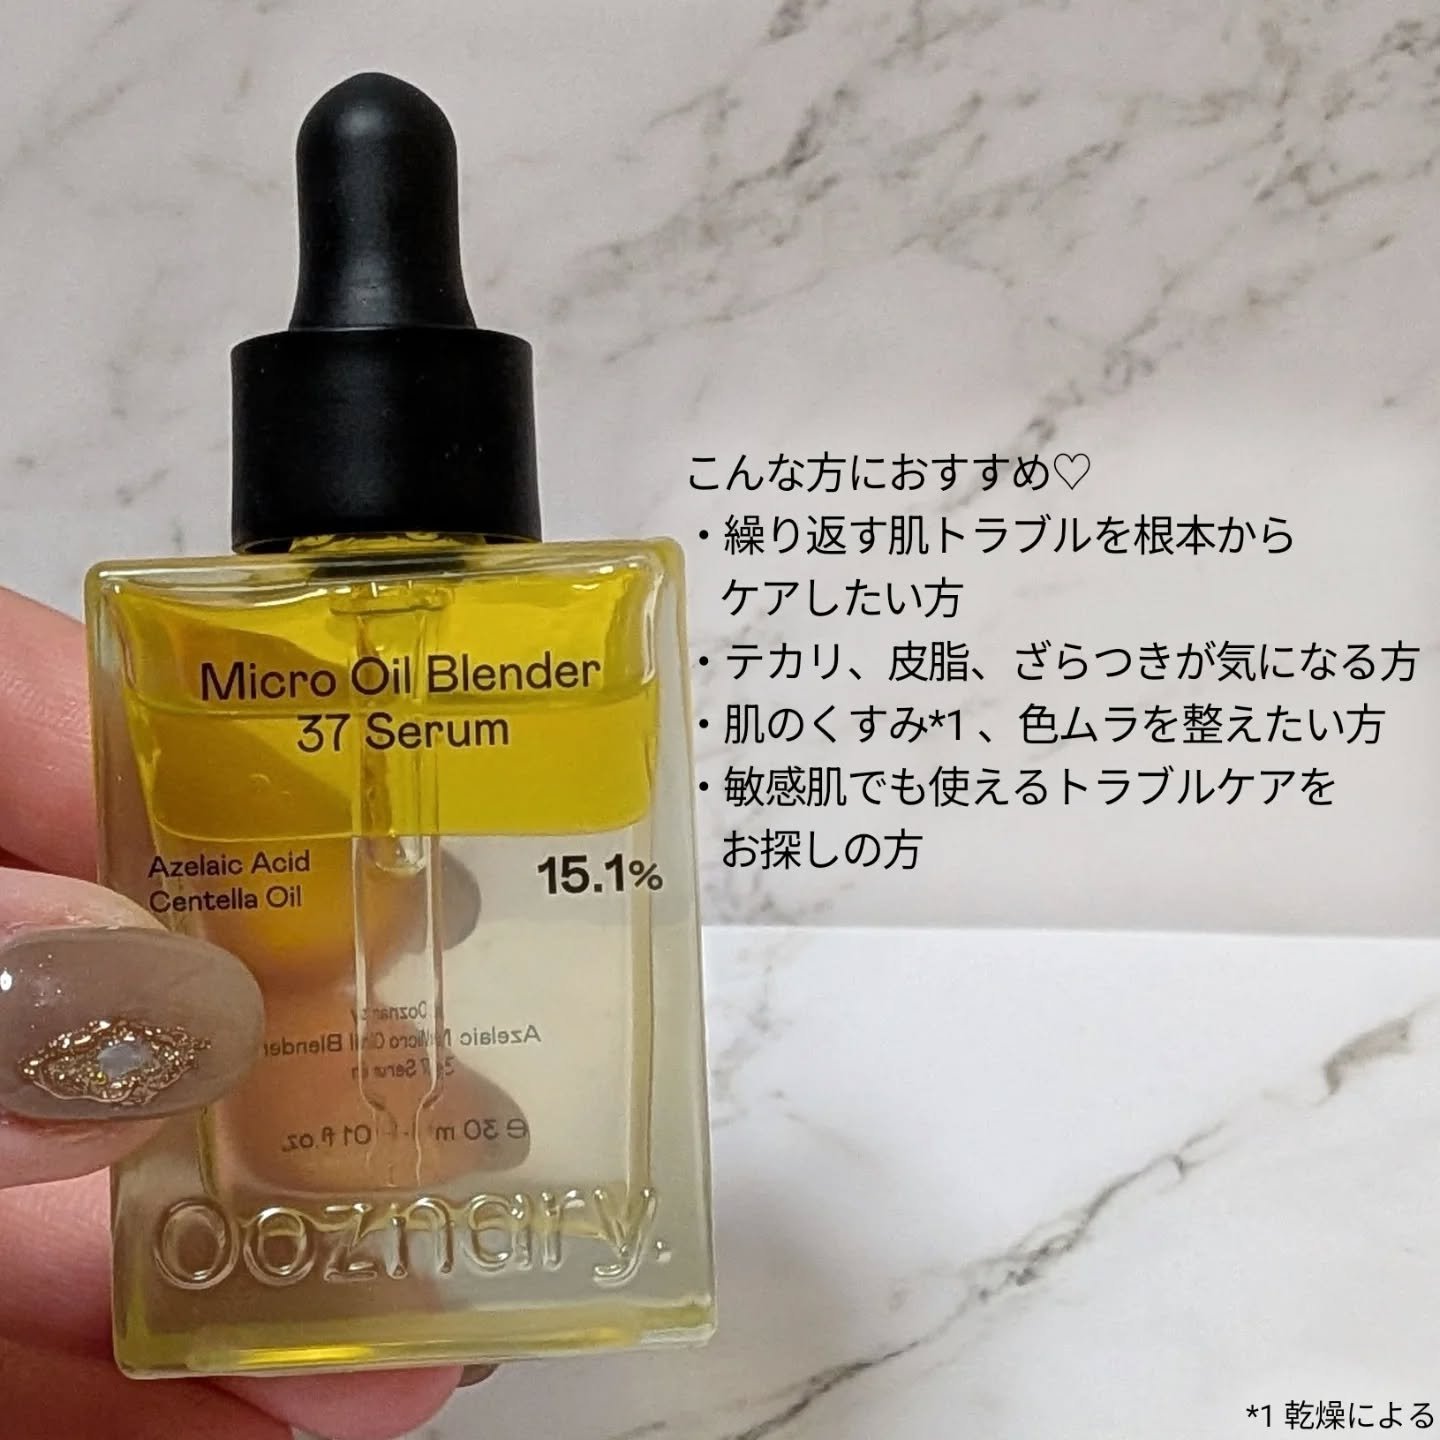 こんな方におすすめ♡
・繰り返す肌トラブルを根本から
ケアしたい方
・テカリ、皮脂、ざらつきが気になる方
・肌のくすみ*1、色ムラを整えたい方
・敏感肌でも使えるトラブルケアを
お探しの方
Micro Oil Blender
37 Serum
Azelaic Acid
Centella Oil
15.1%
Ooznary.
*1 乾燥による